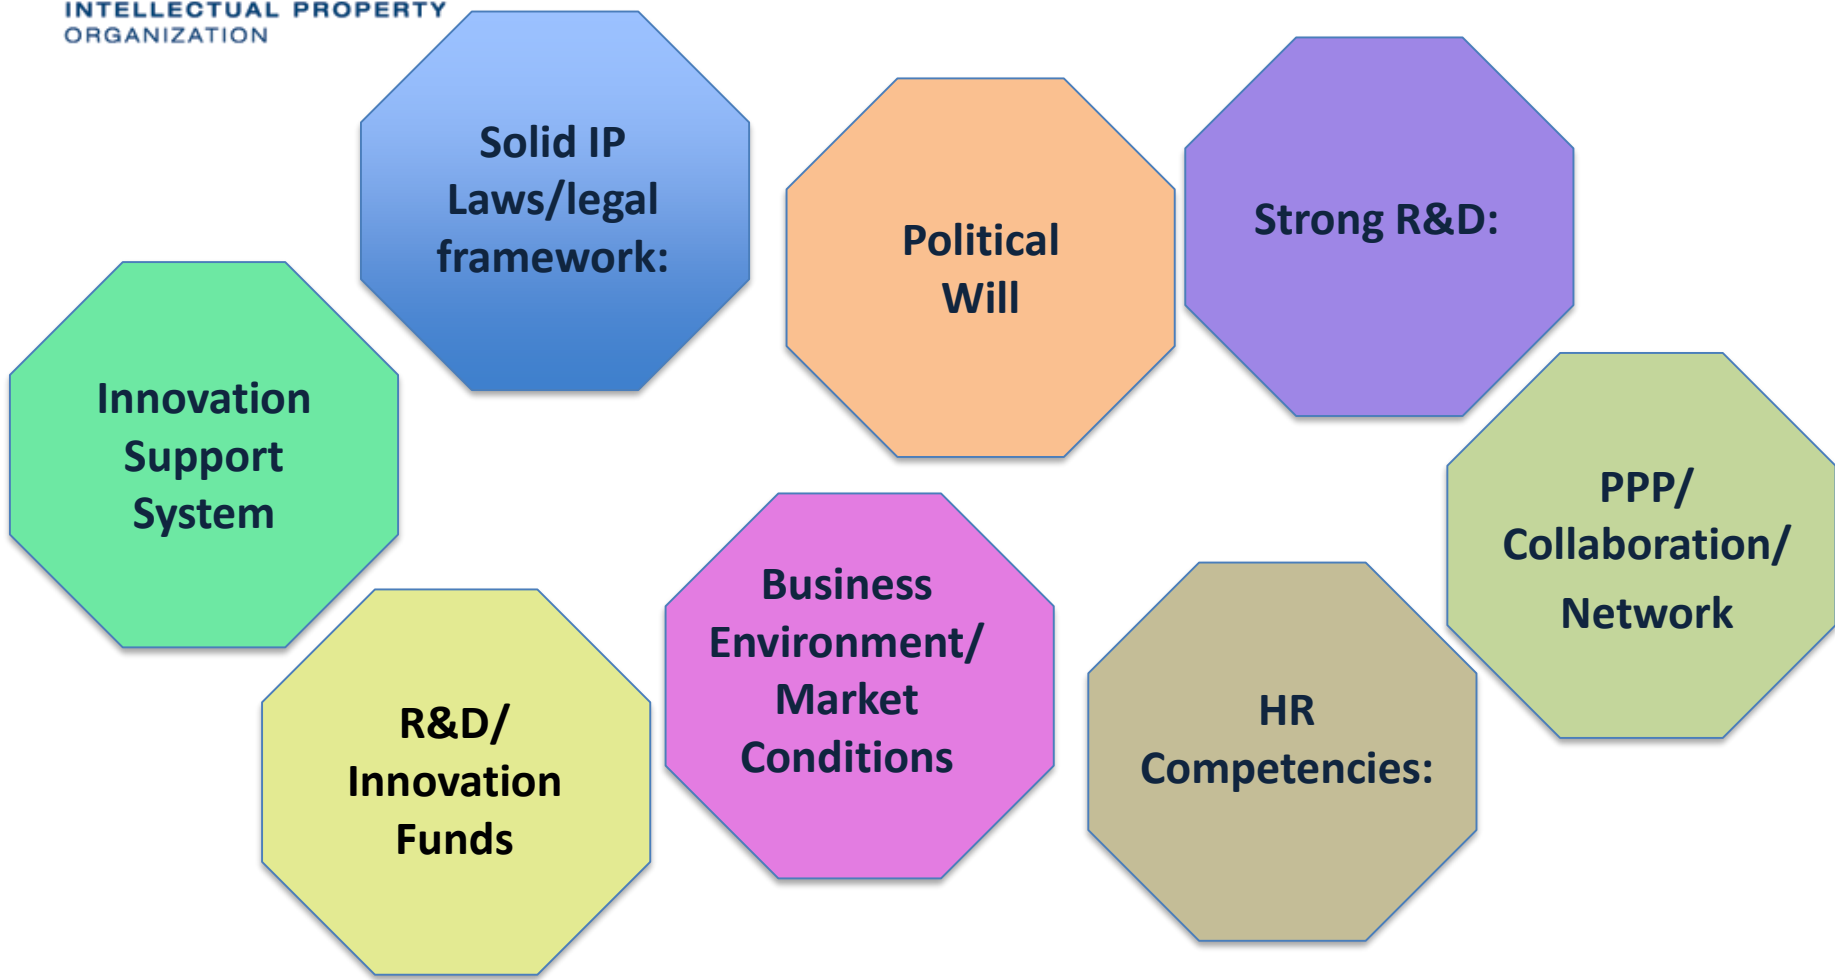 INTELLECTUAL PROPERTY
ORGANIZATION
Solid IP
Laws/legal
framework:
Political
Will
Strong R&D:
Innovation
Support
System
PPP/
Collaboration/
Network
Business
Environment/
Market
Conditions
R&D/
Innovation
Funds
HR
Competencies: